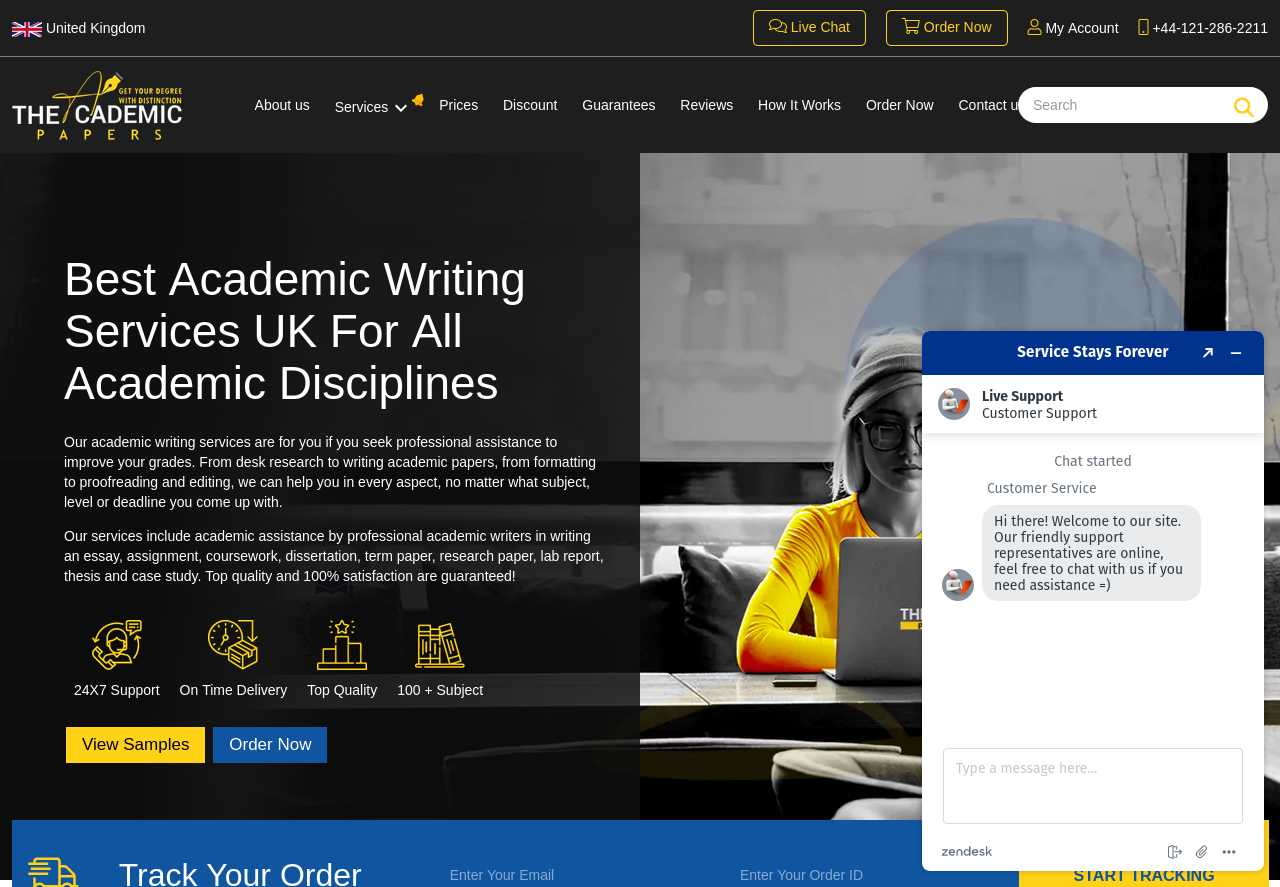 United Kingdom
Live Chat
Order Now
My Account
+44-121-286-2211
GET YOUR DEGREE
WITH DISTINCTION
THE CADEMIC
PAPERS
About us
Services
Prices
Discount
Guarantees
Reviews
How It Works
Order Now
Contact u
Search
Best Academic Writing
Services UK For All
Academic Disciplines
Our academic writing services are for you if you seek professional assistance to
improve your grades. From desk research to writing academic papers, from formatting
to proofreading and editing, we can help you in every aspect, no matter what subject,
level or deadline you come up with.
Our services include academic assistance by professional academic writers in writing
an essay, assignment, coursework, dissertation, term paper, research paper, lab report,
thesis and case study. Top quality and 100% satisfaction are guaranteed!
24X7 Support
On Time Delivery
Top Quality
100 + Subject
View Samples
Order Now
Service Stays Forever
Live Support
Customer Support
Chat started
Customer Service
Hi there! Welcome to our site.
Our friendly support
representatives are online,
feel free to chat with us if you
need assistance =)
Type a message here...
zendesk
Track Your Order
Enter Your Email
Enter Your Order ID
START TRACKING